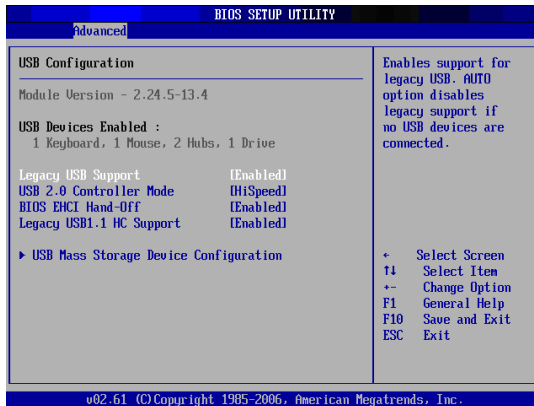 BIOS SETUP UTILITY
Advanced
USB Configuration
Module Version - 2.24.5-13.4
USB Devices Enabled :
1 Keyboard, 1 Mouse, 2 Hubs, 1 Drive
Legacy USB Support [Enabled]
USB 2.0 Controller Mode [HiSpeed]
BIOS EHCI Hand-Off [Enabled]
Legacy USB1.1 HC Support [Enabled]
▶ USB Mass Storage Device Configuration
Enables support for
legacy USB. AUTO
option disables
legacy support if
no USB devices are
connected.
← Select Screen
↑↓ Select Item
+- Change Option
F1 General Help
F10 Save and Exit
ESC Exit
v02.61 (C)Copyright 1985-2006, American Megatrends, Inc.